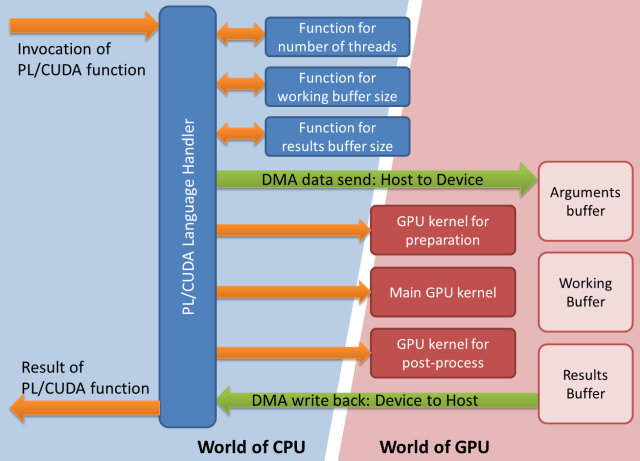 Invocation of
PL/CUDA function
PL/CUDA Language Handler
Function for
number of threads
Function for
working buffer size
Function for
results buffer size
DMA data send: Host to Device
Arguments
buffer
GPU kernel for
preparation
Main GPU kernel
Working
Buffer
GPU kernel for
post-process
Result of
PL/CUDA function
Results
Buffer
DMA write back: Device to Host
World of CPU
World of GPU